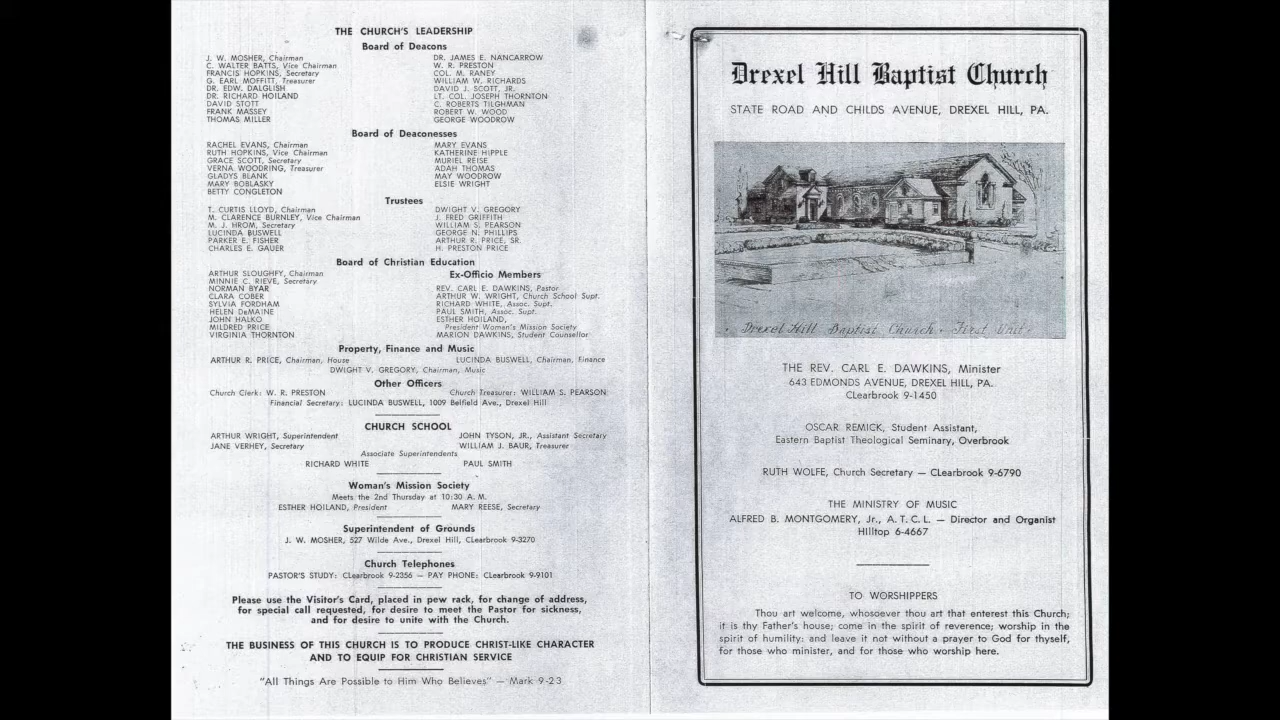 THE CHURCH'S LEADERSHIP
Board of Deacons
J. W. MOSHER, Chairman
C. WALTER BATTS, Vice Chairman
FRANCIS HOPKINS, Secretary
G. EARL MOFFITT, Treasurer
DR. EDW. DALGLISH
DR. RICHARD HOILAND
DAVID STOTT
FRANK MASSEY
THOMAS MILLER
DR. JAMES E. NANCARROW
W. R. PRESTON
COL. M. RANEY
WILLIAM W. RICHARDS
DAVID J. SCOTT, JR.
LT. COL. JOSEPH THORNTON
C. ROBERTS TILGHMAN
ROBERT W. WOOD
GEORGE WOODROW
Board of Deaconesses
RACHEL EVANS, Chairman
RUTH HOPKINS, Vice Chairman
GRACE SCOTT, Secretary
VERNA WOODRING, Treasurer
GLADYS BLANK
MARY BOBLASKY
BETTY CONGLETON
MARY EVANS
KATHERINE HIPPLE
MURIEL REISE
ADAH THOMAS
MAY WOODROW
ELSIE WRIGHT
Trustees
T. CURTIS LLOYD, Chairman
M. CLARENCE BURNLEY, Vice Chairman
M. J. HROM, Secretary
LUCINDA BUSWELL
PARKER E. FISHER
CHARLES E. GAUER
DWIGHT V. GREGORY
J. FRED GRIFFITH
WILLIAM S. PEARSON
GEORGE N. PHILLIPS
ARTHUR R. PRICE, SR.
H. PRESTON PRICE
Board of Christian Education
ARTHUR SLOUGHFY, Chairman
MINNIE C. RIEVE, Secretary
NORMAN BYAR
CLARA COBER
SYLVIA FORDHAM
HELEN DeMAINE
JOHN HALKO
MILDRED PRICE
VIRGINIA THORNTON
Ex-Officio Members
REV. CARL E. DAWKINS, Pastor
ARTHUR W. WRIGHT, Church School Supt.
RICHARD WHITE, Assoc. Supt.
PAUL SMITH, Assoc. Supt.
ESTHER HOILAND,
President Woman's Mission Society
MARION DAWKINS, Student Counsellor
Property, Finance and Music
ARTHUR R. PRICE, Chairman, House LUCINDA BUSWELL, Chairman, Finance
DWIGHT V. GREGORY, Chairman, Music
Other Officers
Church Clerk: W. R. PRESTON Church Treasurer: WILLIAM S. PEARSON
Financial Secretary: LUCINDA BUSWELL, 1009 Belfield Ave., Drexel Hill
CHURCH SCHOOL
ARTHUR WRIGHT, Superintendent JOHN TYSON, JR., Assistant Secretary
JANE VERHEY, Secretary WILLIAM J. BAUR, Treasurer
Associate Superintendents
RICHARD WHITE PAUL SMITH
Woman's Mission Society
Meets the 2nd Thursday at 10:30 A. M.
ESTHER HOILAND, President MARY REESE, Secretary
Superintendent of Grounds
J. W. MOSHER, 527 Wilde Ave., Drexel Hill, CLearbrook 9-3270
Church Telephones
PASTOR'S STUDY: CLearbrook 9-2356 — PAY PHONE: CLearbrook 9-9101
Please use the Visitor's Card, placed in pew rack, for change of address,
for special call requested, for desire to meet the Pastor for sickness,
and for desire to unite with the Church.
THE BUSINESS OF THIS CHURCH IS TO PRODUCE CHRIST-LIKE CHARACTER
AND TO EQUIP FOR CHRISTIAN SERVICE
"All Things Are Possible to Him Who Believes" — Mark 9-23
Drexel Hill Baptist Church
STATE ROAD AND CHILDS AVENUE, DREXEL HILL, PA.
Drexel Hill Baptist Church - First Unit -
THE REV. CARL E. DAWKINS, Minister
643 EDMONDS AVENUE, DREXEL HILL, PA.
CLearbrook 9-1450
OSCAR REMICK, Student Assistant,
Eastern Baptist Theological Seminary, Overbrook
RUTH WOLFE, Church Secretary — CLearbrook 9-6790
THE MINISTRY OF MUSIC
ALFRED B. MONTGOMERY, Jr., A. T. C. L. — Director and Organist
Hilltop 6-4667
TO WORSHIPPERS
Thou art welcome, whosoever thou art that enterest this Church;
it is thy Father's house; come in the spirit of reverence; worship in the
spirit of humility; and leave it not without a prayer to God for thyself,
for those who minister, and for those who worship here.